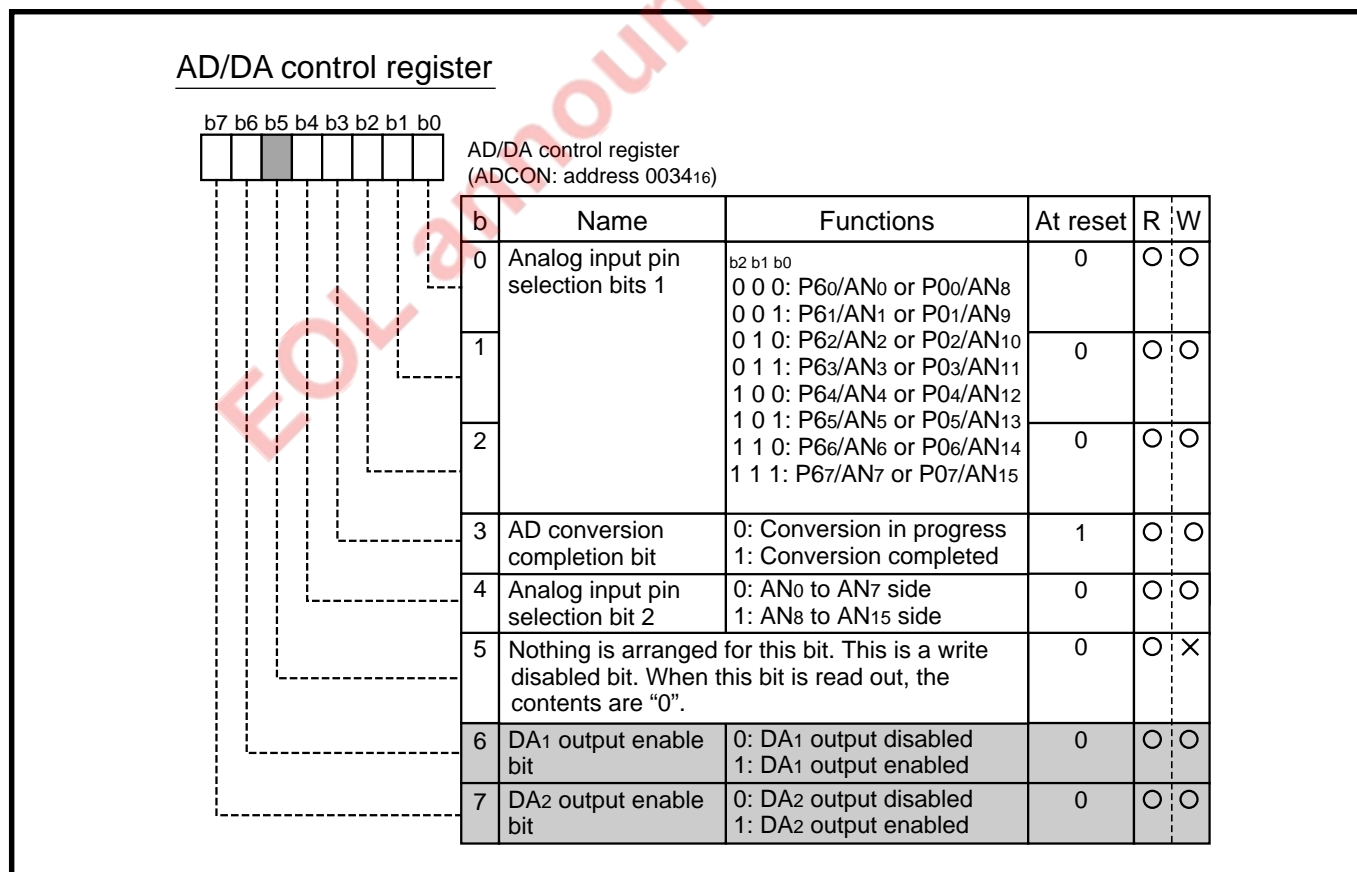 EOL announ
AD/DA control register
b7 b6 b5 b4 b3 b2 b1 b0
AD/DA control register
(ADCON: address 003416)
b Name Functions At reset R W
0 Analog input pin selection bits 1 b2 b1 b0 0 ○ ○
0 0 0: P60/AN0 or P00/AN8
0 0 1: P61/AN1 or P01/AN9
1 0 1 0: P62/AN2 or P02/AN10 0 ○ ○
0 1 1: P63/AN3 or P03/AN11
1 0 0: P64/AN4 or P04/AN12
1 0 1: P65/AN5 or P05/AN13
2 1 1 0: P66/AN6 or P06/AN14 0 ○ ○
1 1 1: P67/AN7 or P07/AN15
3 AD conversion 0: Conversion in progress 1 ○ ○
completion bit 1: Conversion completed
4 Analog input pin 0: AN0 to AN7 side 0 ○ ○
selection bit 2 1: AN8 to AN15 side
5 Nothing is arranged for this bit. This is a write 0 ○ ×
disabled bit. When this bit is read out, the
contents are “0”.
6 DA1 output enable 0: DA1 output disabled 0 ○ ○
bit 1: DA1 output enabled
7 DA2 output enable 0: DA2 output disabled 0 ○ ○
bit 1: DA2 output enabled